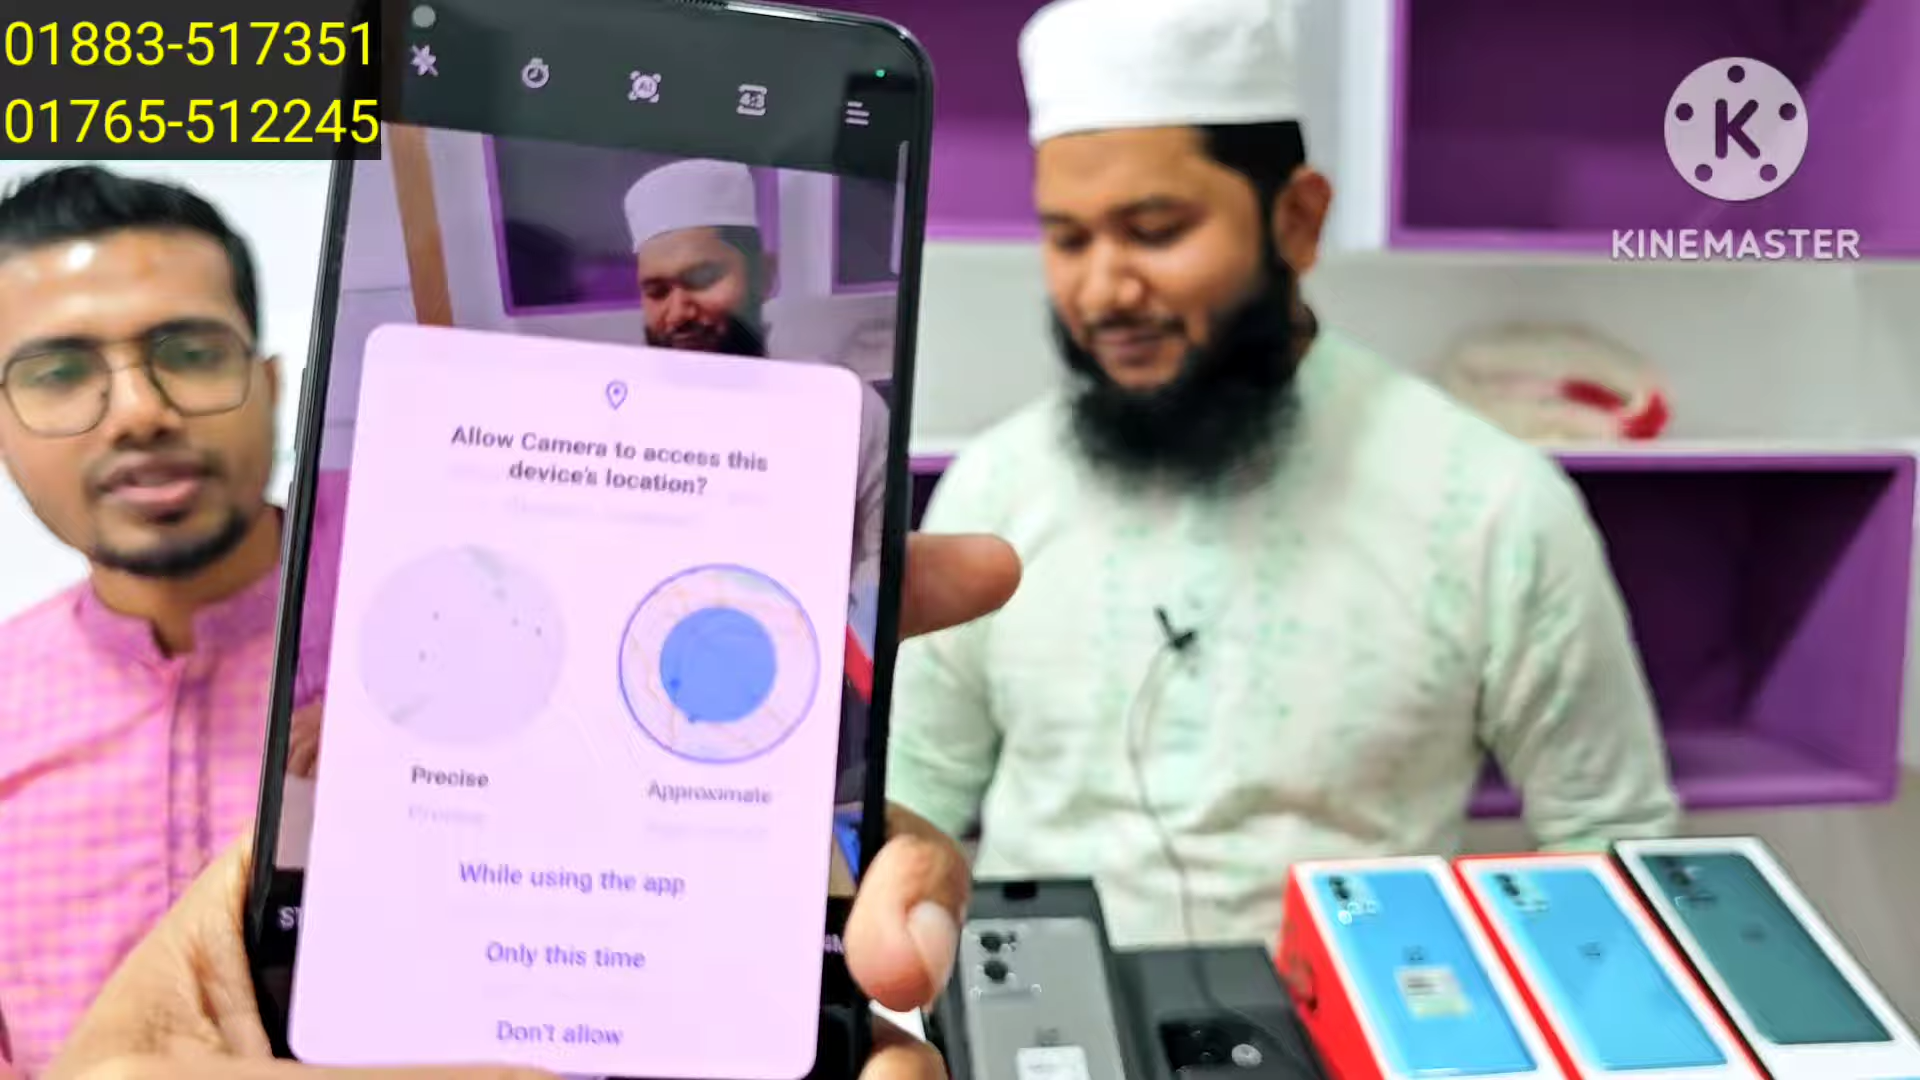 01883-517351
01765-512245
KINEMASTER
Allow Camera to access this
device's location?
Precise
Approximate
While using the app
Only this time
Don't allow